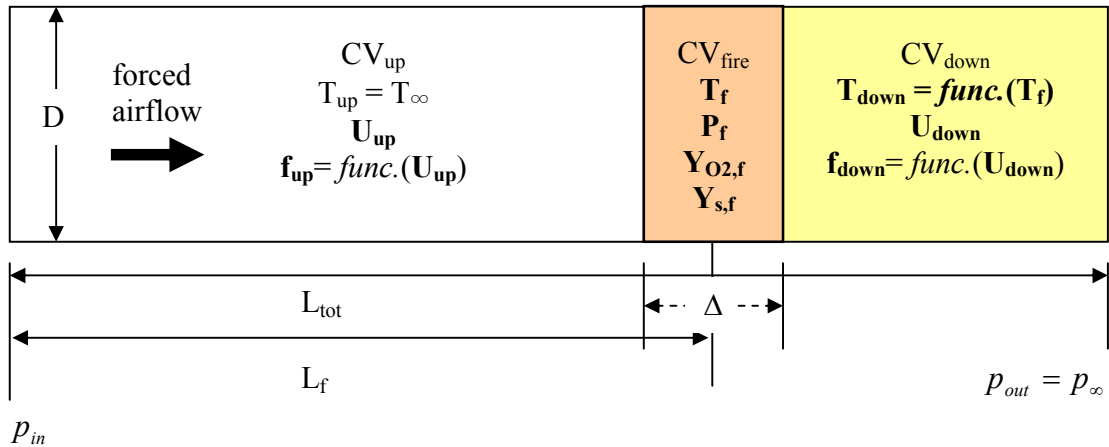 D
forced
airflow
CV_up
T_up = T_∞
U_up
f_up= func.(U_up)
CV_fire
T_f
P_f
Y_O2,f
Y_s,f
CV_down
T_down = func.(T_f)
U_down
f_down= func.(U_down)
L_tot
Δ
L_f
p_in
p_out = p_∞